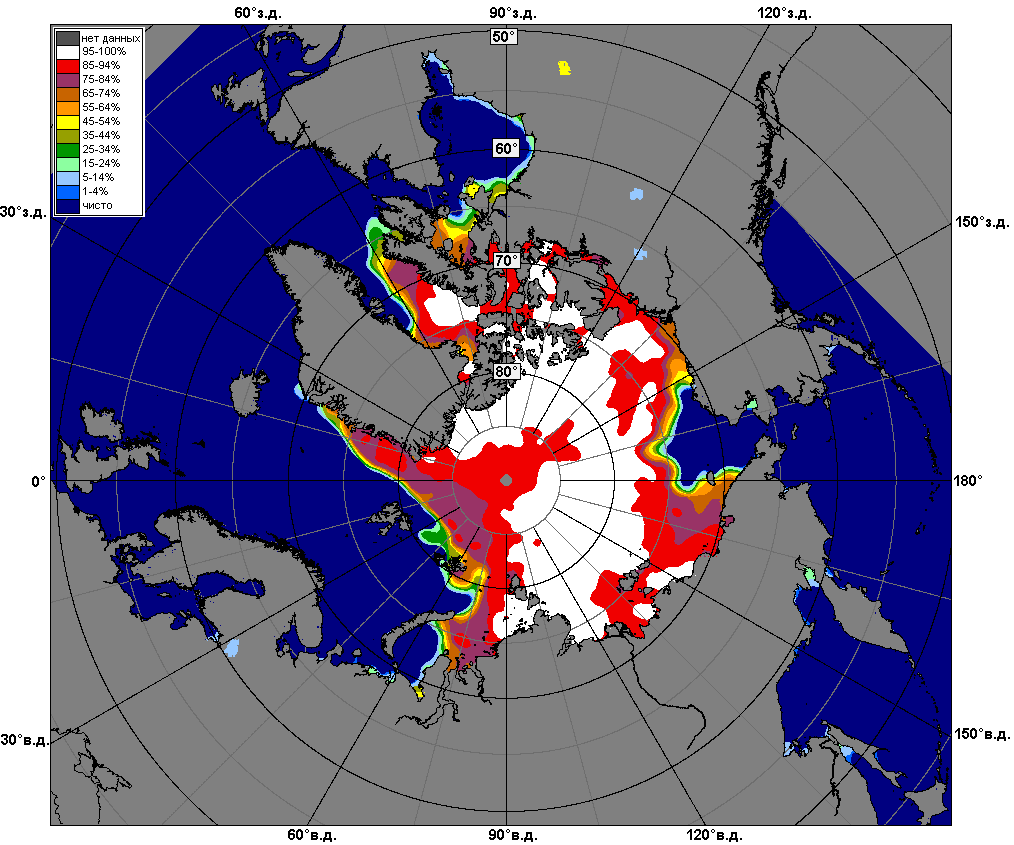 60°з.д.
90°з.д.
120°з.д.
50°
нет данных
95-100%
85-94%
75-84%
65-74%
55-64%
45-54%
35-44%
25-34%
15-24%
5-14%
1-4%
чисто
60°
30°з.д.
150°з.д.
70°
80°
0°
180°
30°в.д.
150°в.д.
60°в.д.
90°в.д.
120°в.д.